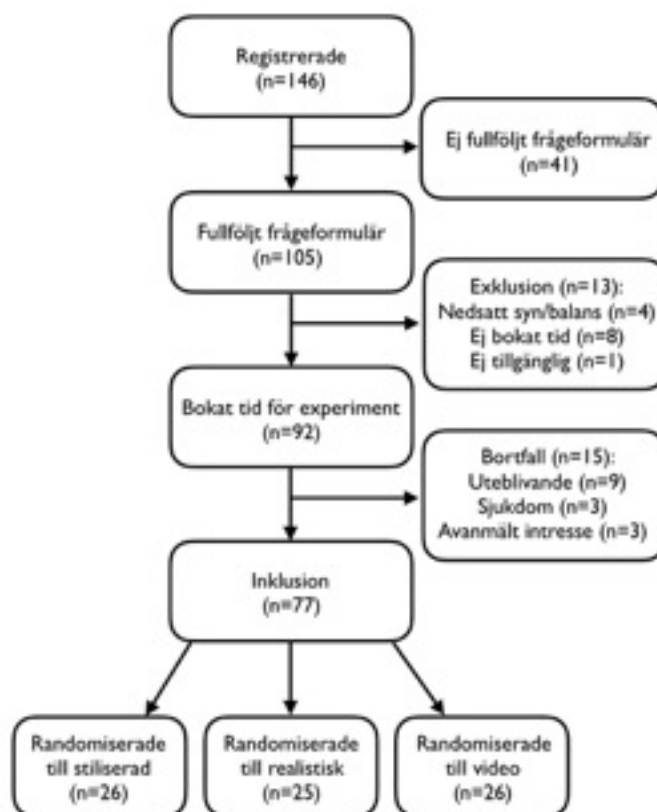 Registrerade
(n=146)
Ej fullföljt frågeformulär
(n=41)
Fullföljt frågeformulär
(n=105)
Exklusion (n=13):
Nedsatt syn/balans (n=4)
Ej bokat tid (n=8)
Ej tillgänglig (n=1)
Bokat tid för experiment
(n=92)
Bortfall (n=15):
Uteblivande (n=9)
Sjukdom (n=3)
Avanmält intresse (n=3)
Inklusion
(n=77)
Randomiserade
till stiliserad
(n=26)
Randomiserade
till realistisk
(n=25)
Randomiserade
till video
(n=26)